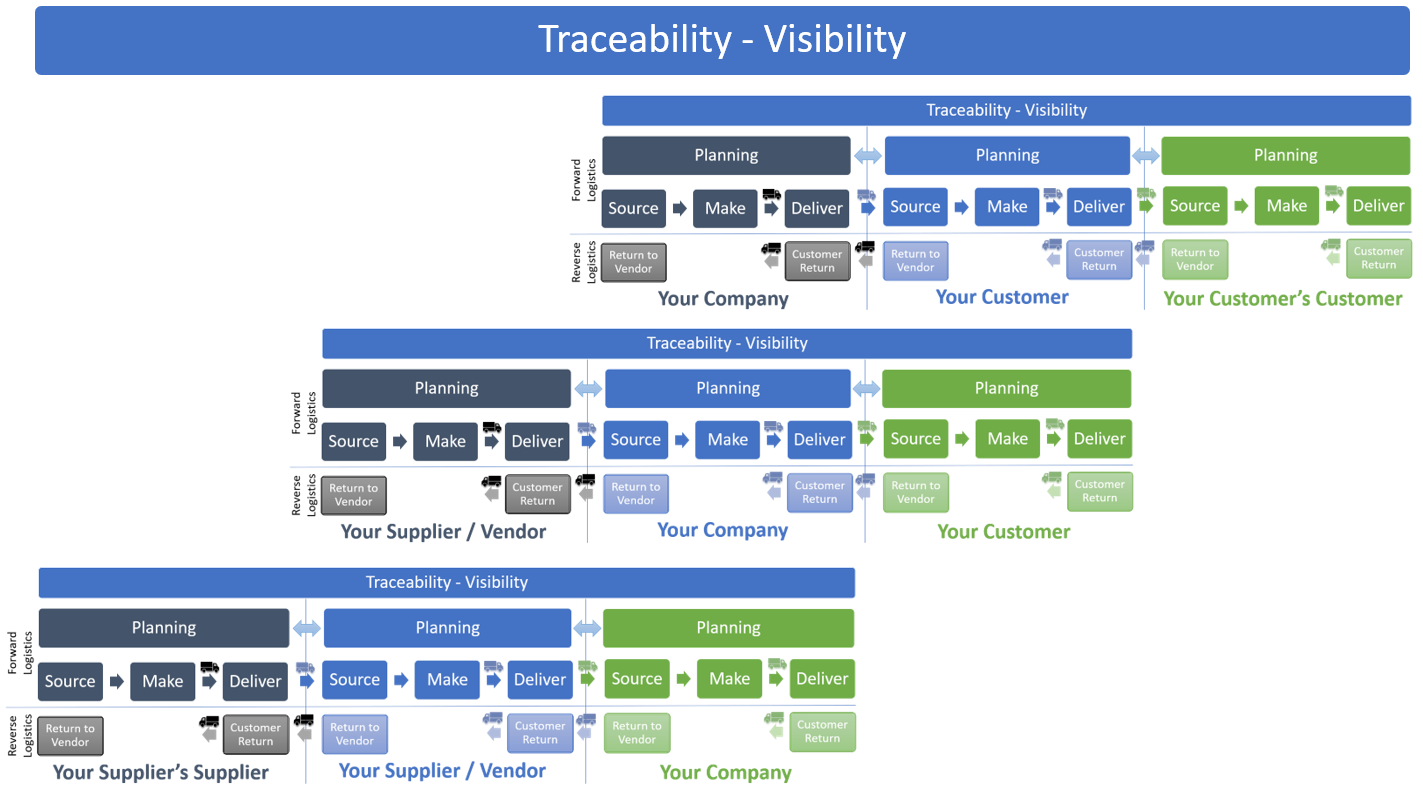 Traceability - Visibility
Traceability - Visibility
Forward
Logistics
Planning
Planning
Planning
Source
Make
Deliver
Source
Make
Deliver
Source
Make
Deliver
Reverse
Logistics
Return to
Vendor
Customer
Return
Return to
Vendor
Customer
Return
Return to
Vendor
Customer
Return
Your Company
Your Customer
Your Customer’s Customer
Traceability - Visibility
Forward
Logistics
Planning
Planning
Planning
Source
Make
Deliver
Source
Make
Deliver
Source
Make
Deliver
Reverse
Logistics
Return to
Vendor
Customer
Return
Return to
Vendor
Customer
Return
Return to
Vendor
Customer
Return
Your Supplier / Vendor
Your Company
Your Customer
Traceability - Visibility
Forward
Logistics
Planning
Planning
Planning
Source
Make
Deliver
Source
Make
Deliver
Source
Make
Deliver
Reverse
Logistics
Return to
Vendor
Customer
Return
Return to
Vendor
Customer
Return
Return to
Vendor
Customer
Return
Your Supplier’s Supplier
Your Supplier / Vendor
Your Company